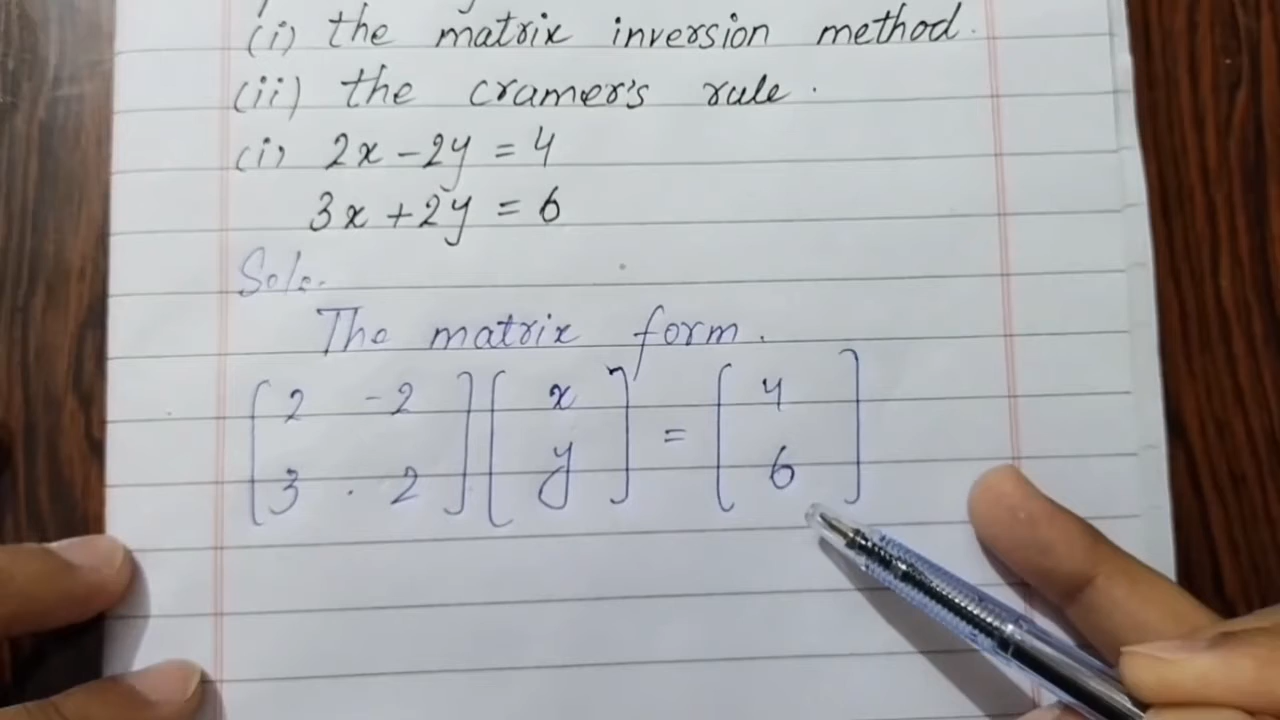 (i) the matrix inversion method.
(ii) the cramer's rule.
(i) 2x - 2y = 4
3x + 2y = 6
Solo.
The matrix form.
[2 -2] [x] = [4]
[3 . 2] [y] [6]